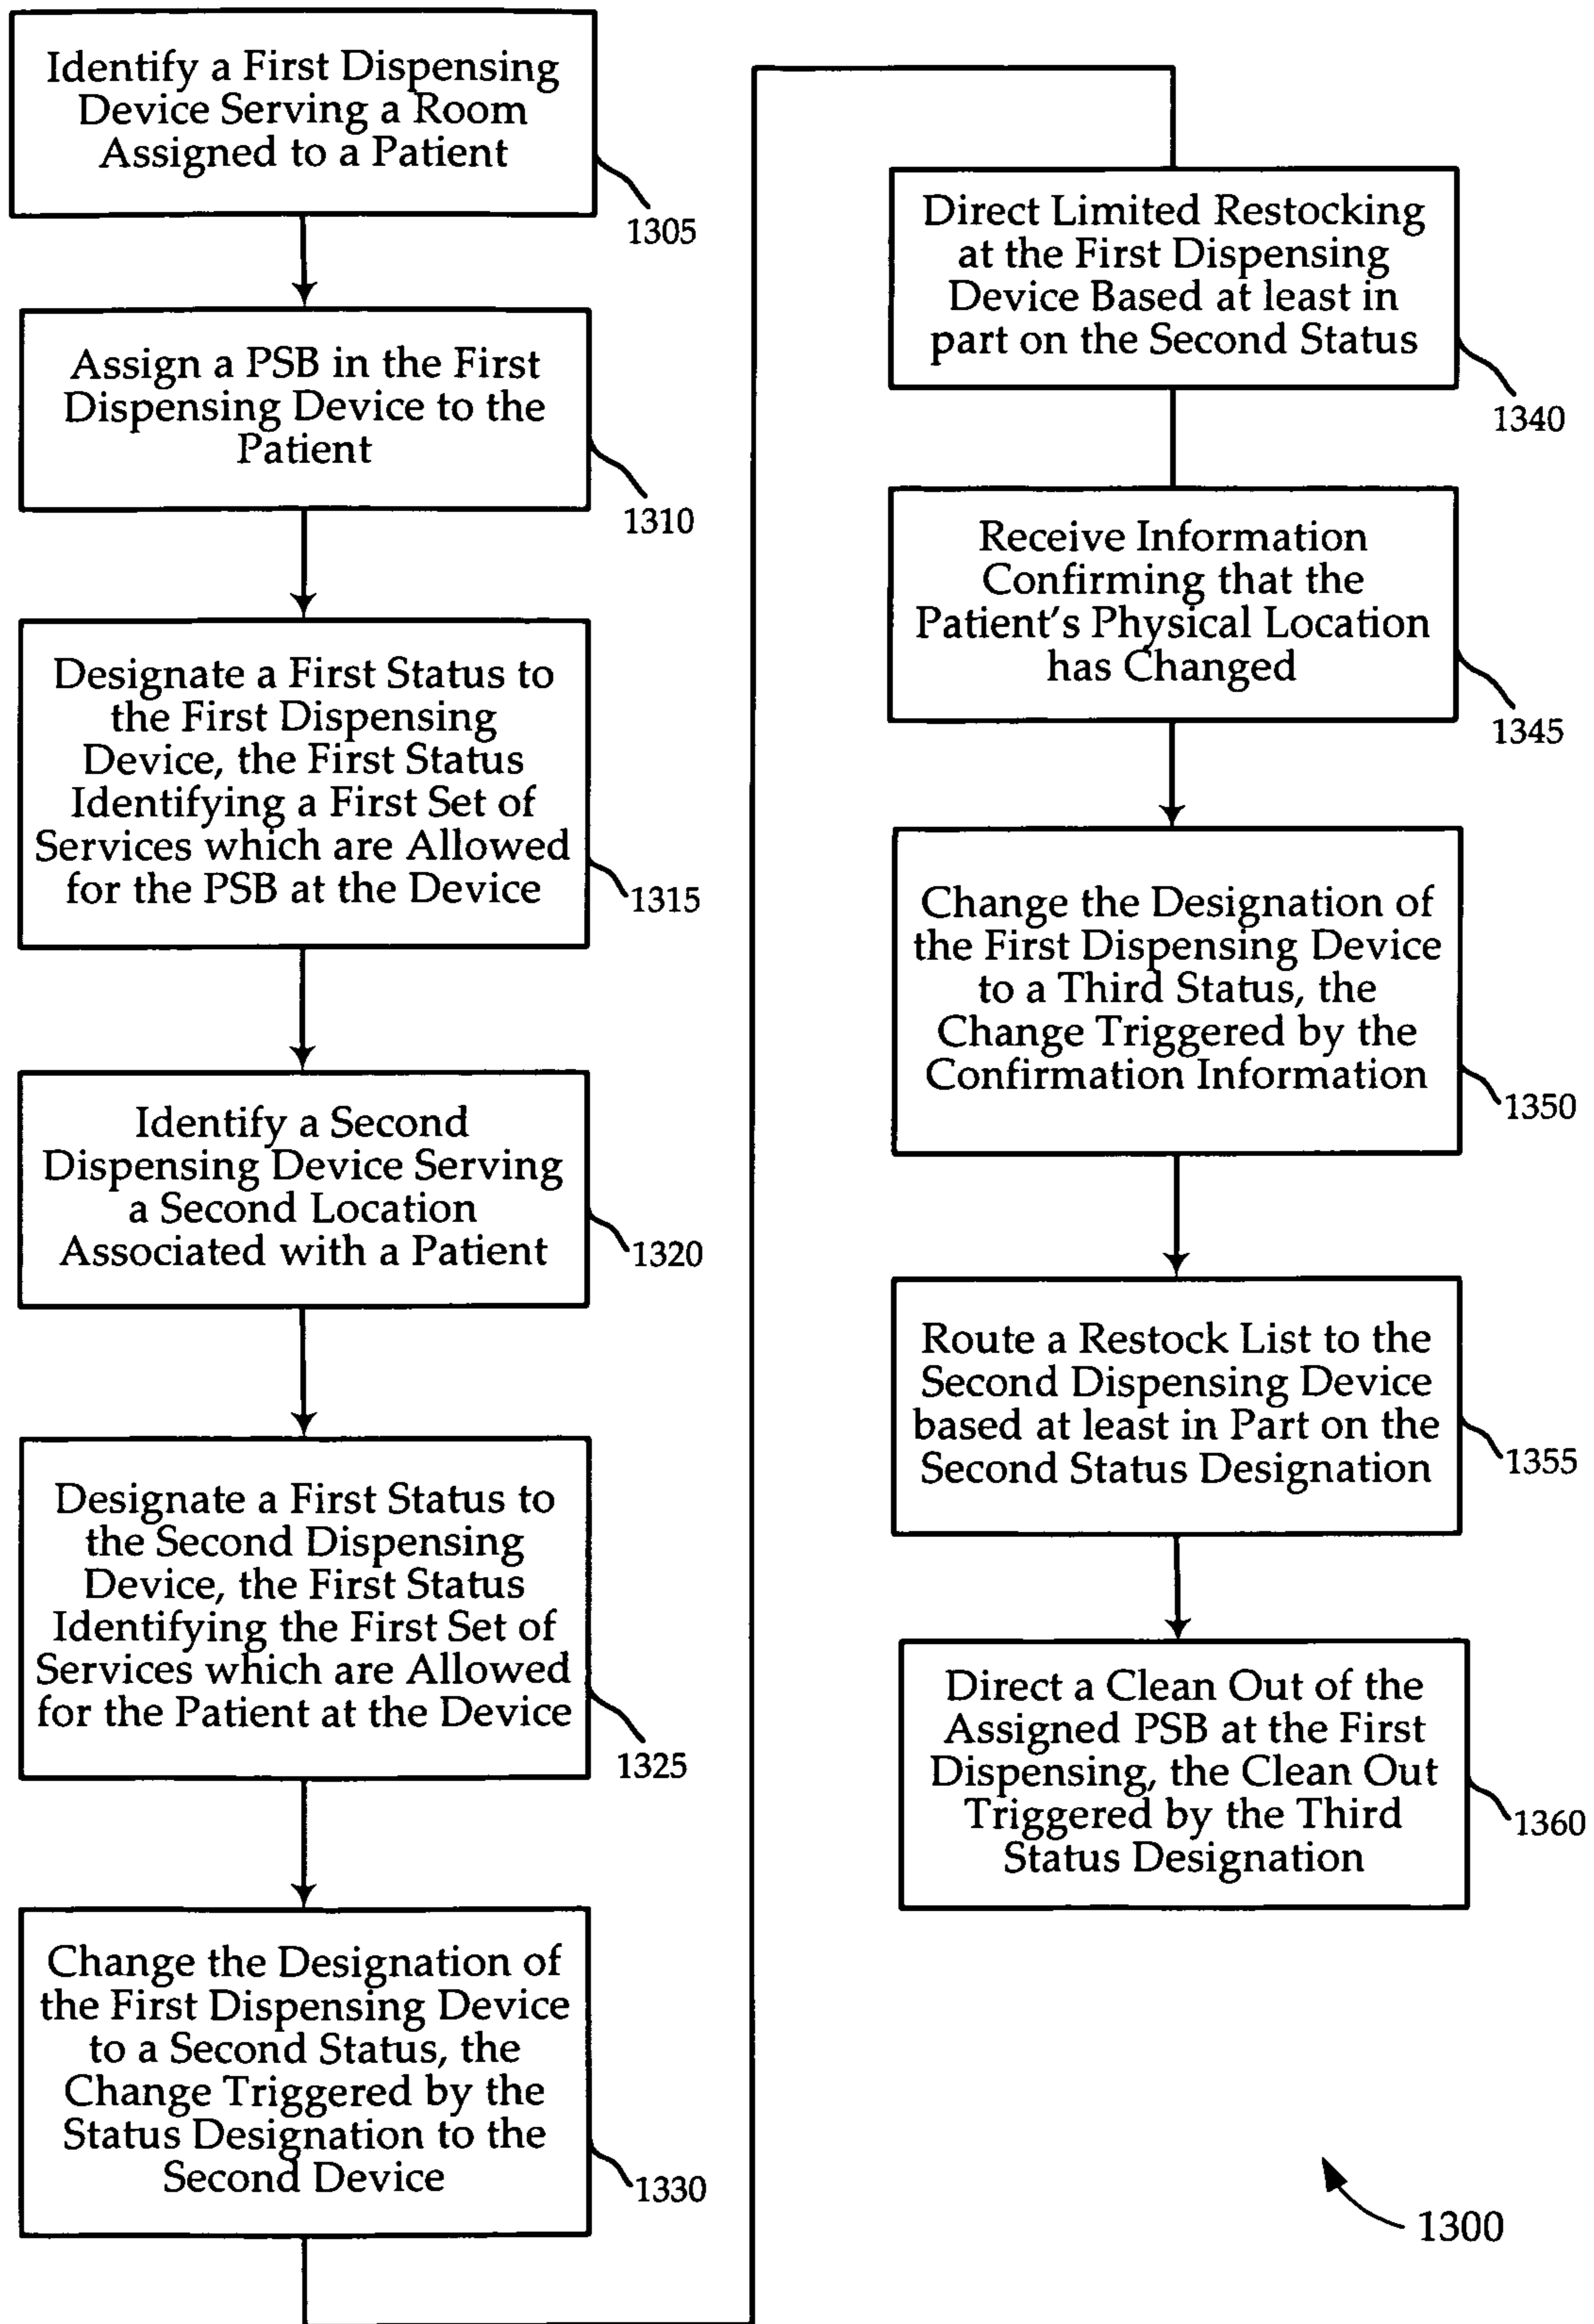 Identify a First Dispensing
Device Serving a Room
Assigned to a Patient
1305
Assign a PSB in the First
Dispensing Device to the
Patient
1310
Designate a First Status to
the First Dispensing
Device, the First Status
Identifying a First Set of
Services which are Allowed
for the PSB at the Device
1315
Identify a Second
Dispensing Device Serving
a Second Location
Associated with a Patient
1320
Designate a First Status to
the Second Dispensing
Device, the First Status
Identifying the First Set of
Services which are Allowed
for the Patient at the Device
1325
Change the Designation of
the First Dispensing Device
to a Second Status, the
Change Triggered by the
Status Designation to the
Second Device
1330
Direct Limited Restocking
at the First Dispensing
Device Based at least in
part on the Second Status
1340
Receive Information
Confirming that the
Patient's Physical Location
has Changed
1345
Change the Designation of
the First Dispensing Device
to a Third Status, the
Change Triggered by the
Confirmation Information
1350
Route a Restock List to the
Second Dispensing Device
based at least in Part on the
Second Status Designation
1355
Direct a Clean Out of the
Assigned PSB at the First
Dispensing, the Clean Out
Triggered by the Third
Status Designation
1360
1300